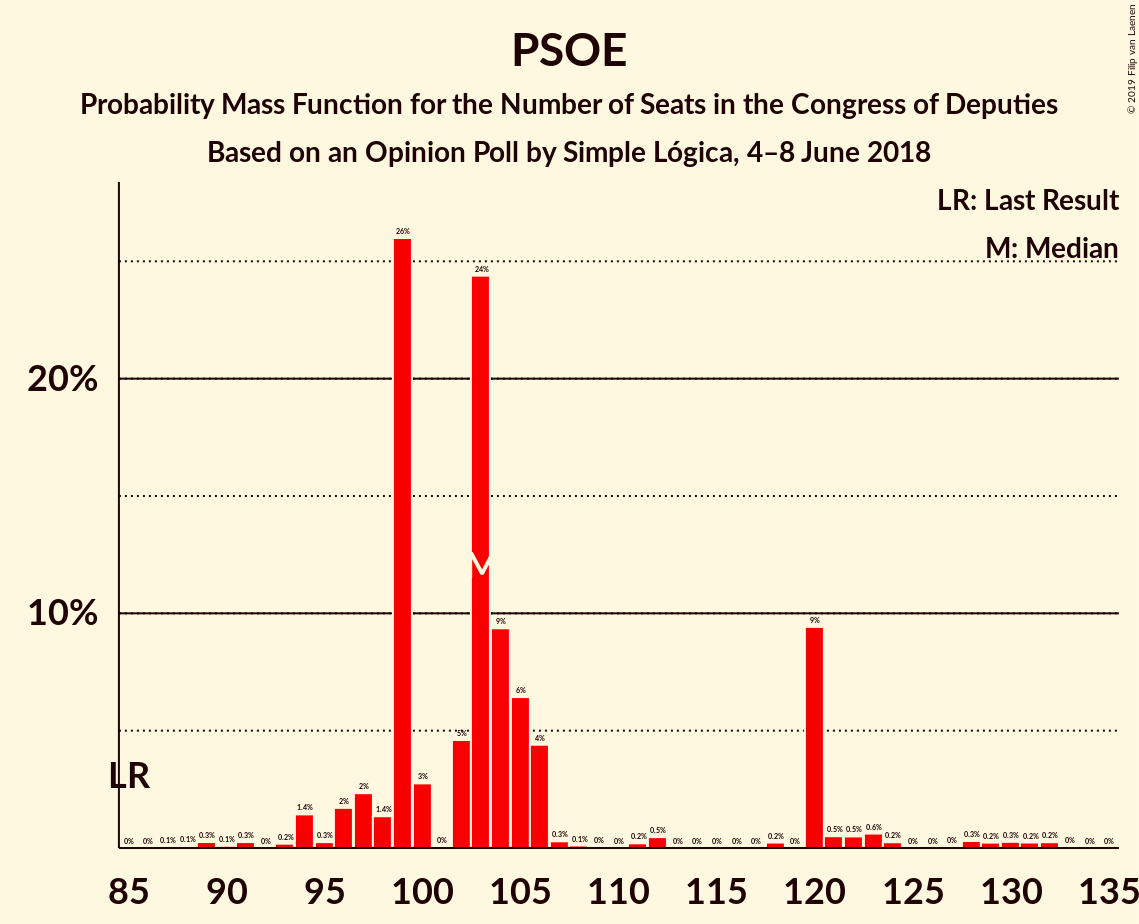 PSOE
Probability Mass Function for the Number of Seats in the Congress of Deputies
Based on an Opinion Poll by Simple Lógica, 4–8 June 2018
© 2019 Filip van Laenen
LR: Last Result
M: Median
20%
10%
LR
M
0% 0% 0.1% 0.1% 0.3% 0.1% 0.3% 0% 0.2% 1.4% 0.3% 2% 2% 1.4% 26% 3% 0% 5% 24% 9% 6% 4% 0.3% 0.1% 0% 0% 0.2% 0.5% 0% 0% 0% 0% 0% 0.2% 0% 9% 0.5% 0.5% 0.6% 0.2% 0% 0% 0% 0.3% 0.2% 0.3% 0.2% 0.2% 0% 0% 0%
85 90 95 100 105 110 115 120 125 130 135